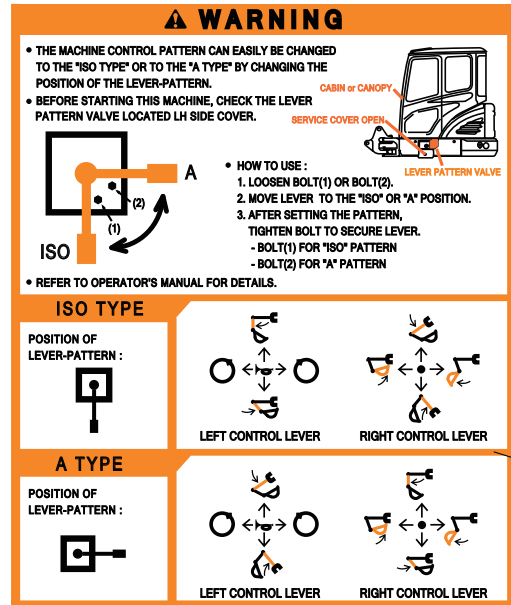 WARNING
• THE MACHINE CONTROL PATTERN CAN EASILY BE CHANGED
TO THE "ISO TYPE" OR TO THE "A TYPE" BY CHANGING THE
POSITION OF THE LEVER-PATTERN.
• BEFORE STARTING THIS MACHINE, CHECK THE LEVER
PATTERN VALVE LOCATED LH SIDE COVER.
CABIN or CANOPY
SERVICE COVER OPEN
LEVER PATTERN VALVE
A
(2)
(1)
ISO
• HOW TO USE :
1. LOOSEN BOLT(1) OR BOLT(2).
2. MOVE LEVER TO THE "ISO" OR "A" POSITION.
3. AFTER SETTING THE PATTERN,
TIGHTEN BOLT TO SECURE LEVER.
- BOLT(1) FOR "ISO" PATTERN
- BOLT(2) FOR "A" PATTERN
• REFER TO OPERATOR'S MANUAL FOR DETAILS.
ISO TYPE
POSITION OF
LEVER-PATTERN :
LEFT CONTROL LEVER
RIGHT CONTROL LEVER
A TYPE
POSITION OF
LEVER-PATTERN :
LEFT CONTROL LEVER
RIGHT CONTROL LEVER